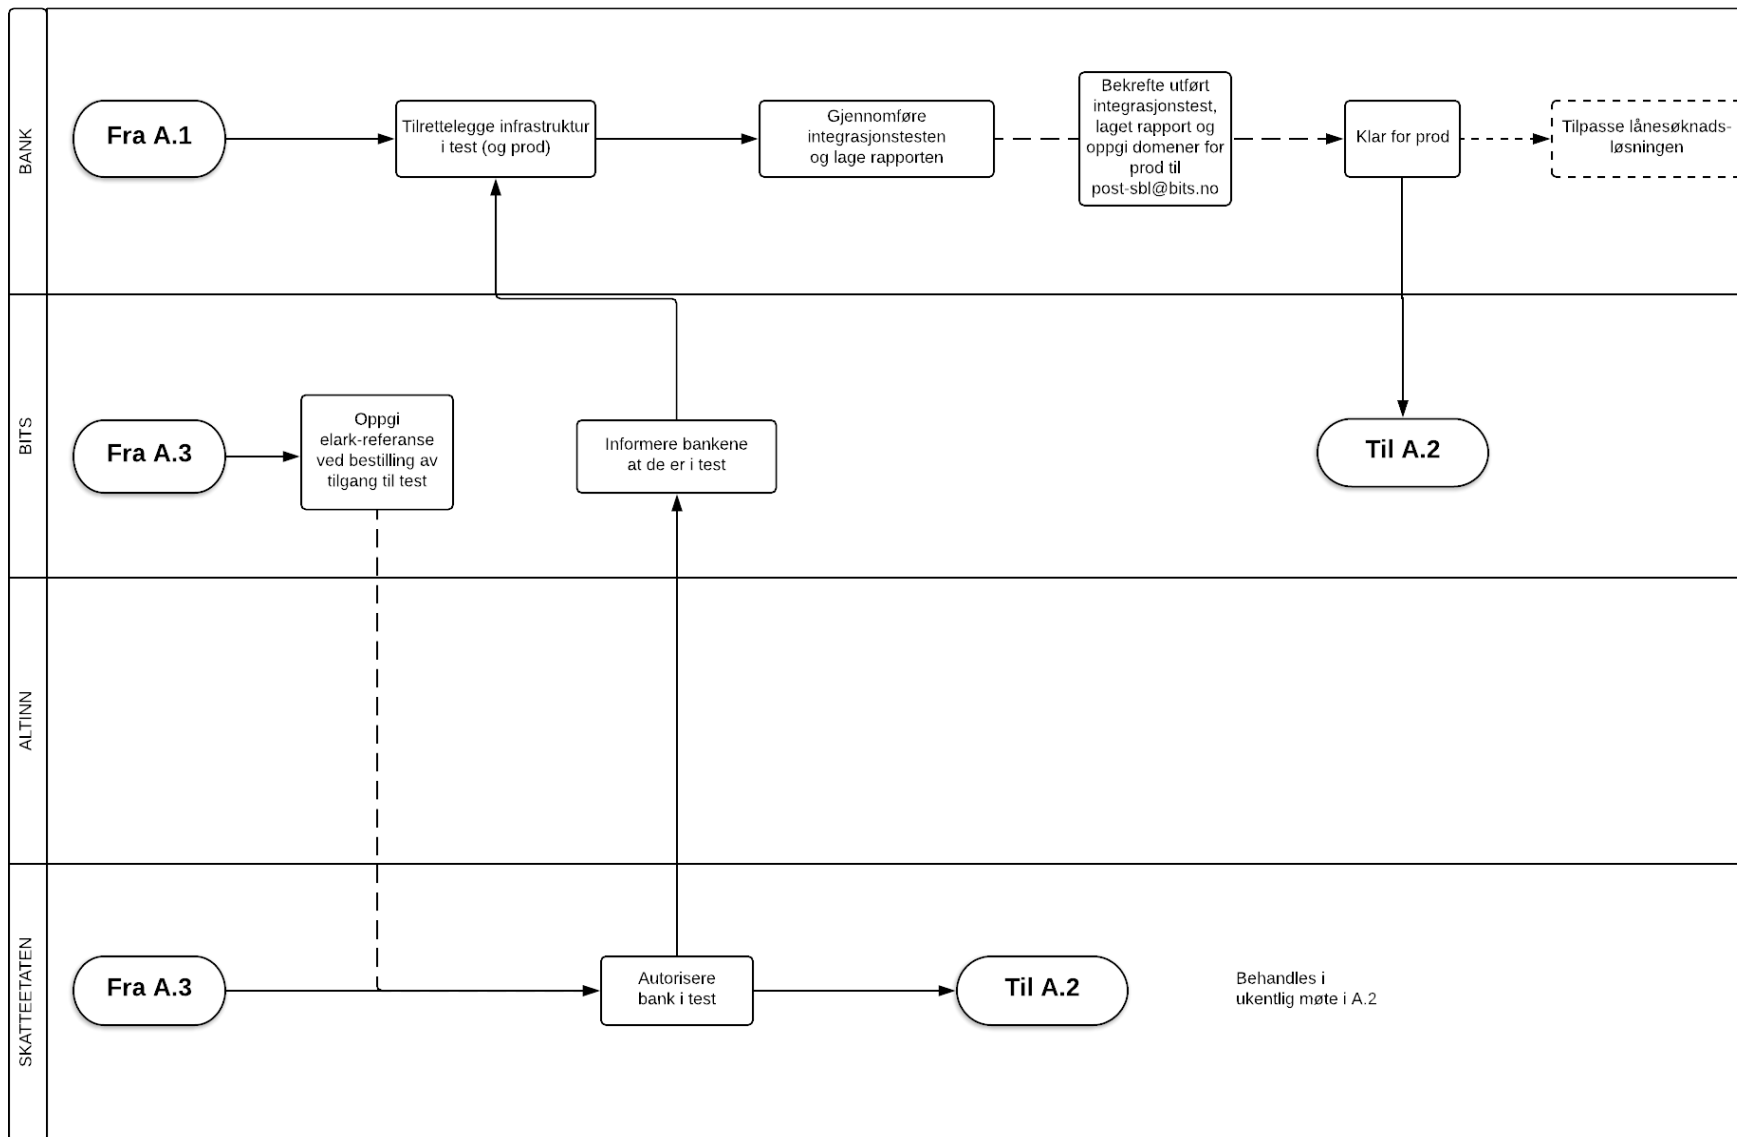 BANK
Fra A.1
Tilrettelegge infrastruktur
i test (og prod)
Gjennomføre
integrasjonstesten
og lage rapporten
Bekrefte utført
integrasjonstest,
laget rapport og
oppgi domener for
prod til
post-sbl@bits.no
Klar for prod
Tilpasse lånesøknads-
løsningen
BITS
Fra A.3
Oppgi
elark-referanse
ved bestilling av
tilgang til test
Informere bankene
at de er i test
Til A.2
ALTINN
SKATTEETATEN
Fra A.3
Autorisere
bank i test
Til A.2
Behandles i
ukentlig møte i A.2